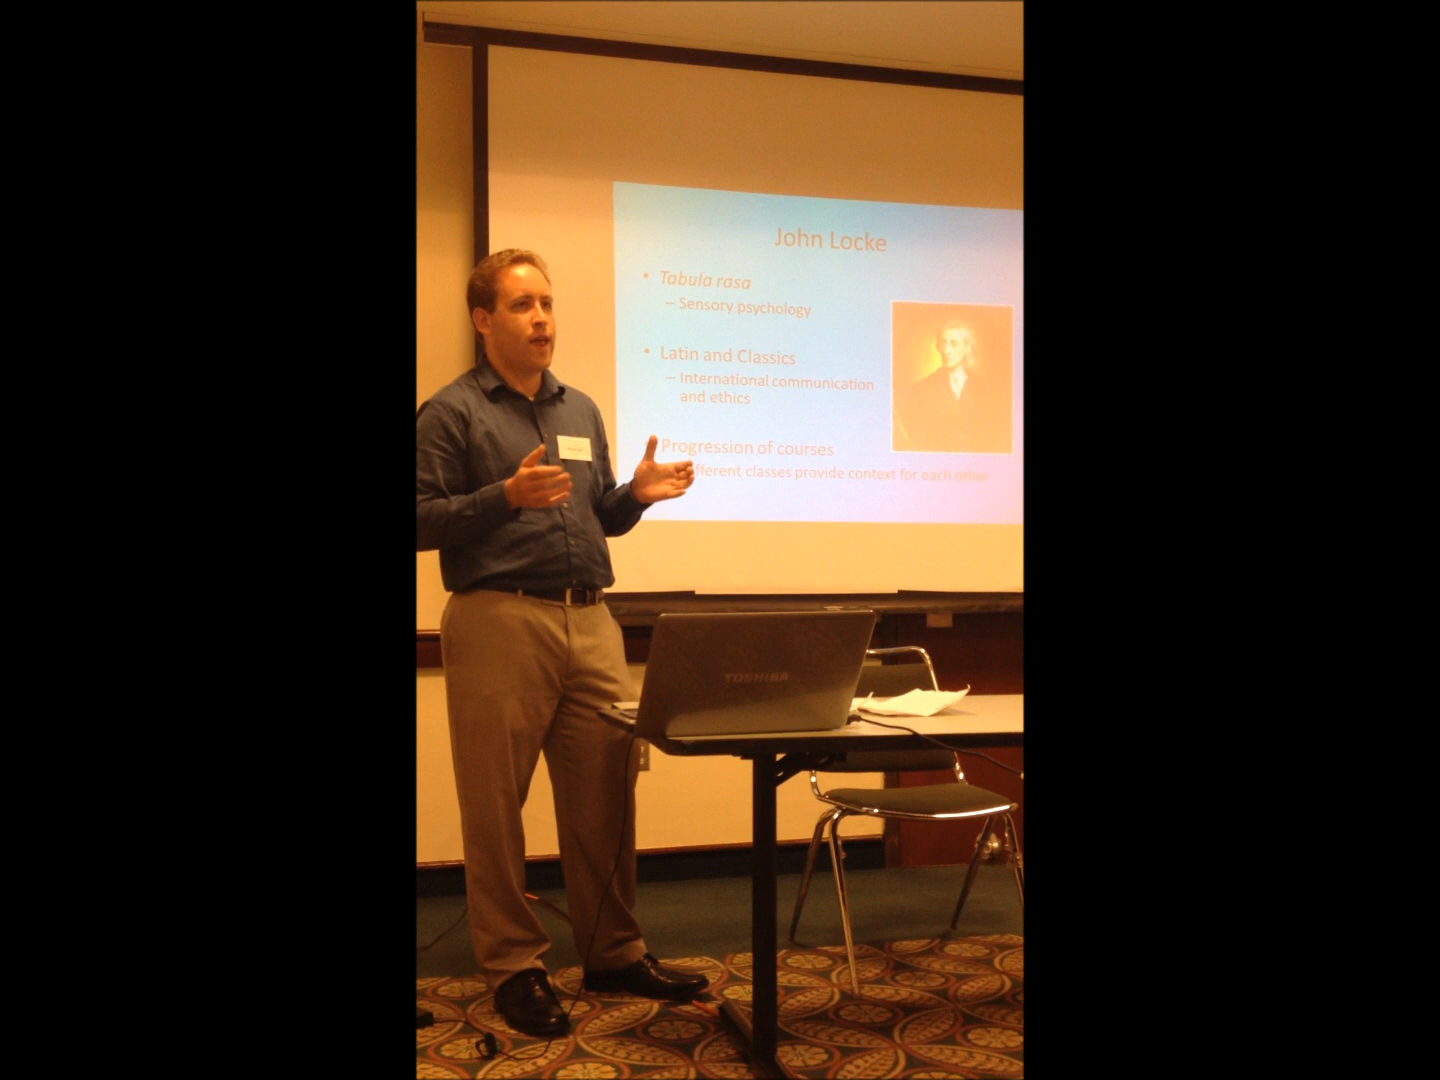 John Locke
• Tabula rasa
– Sensory psychology
• Latin and Classics
– International communication
and ethics
Progression of courses
classes provide context for each other
TOSHIBA